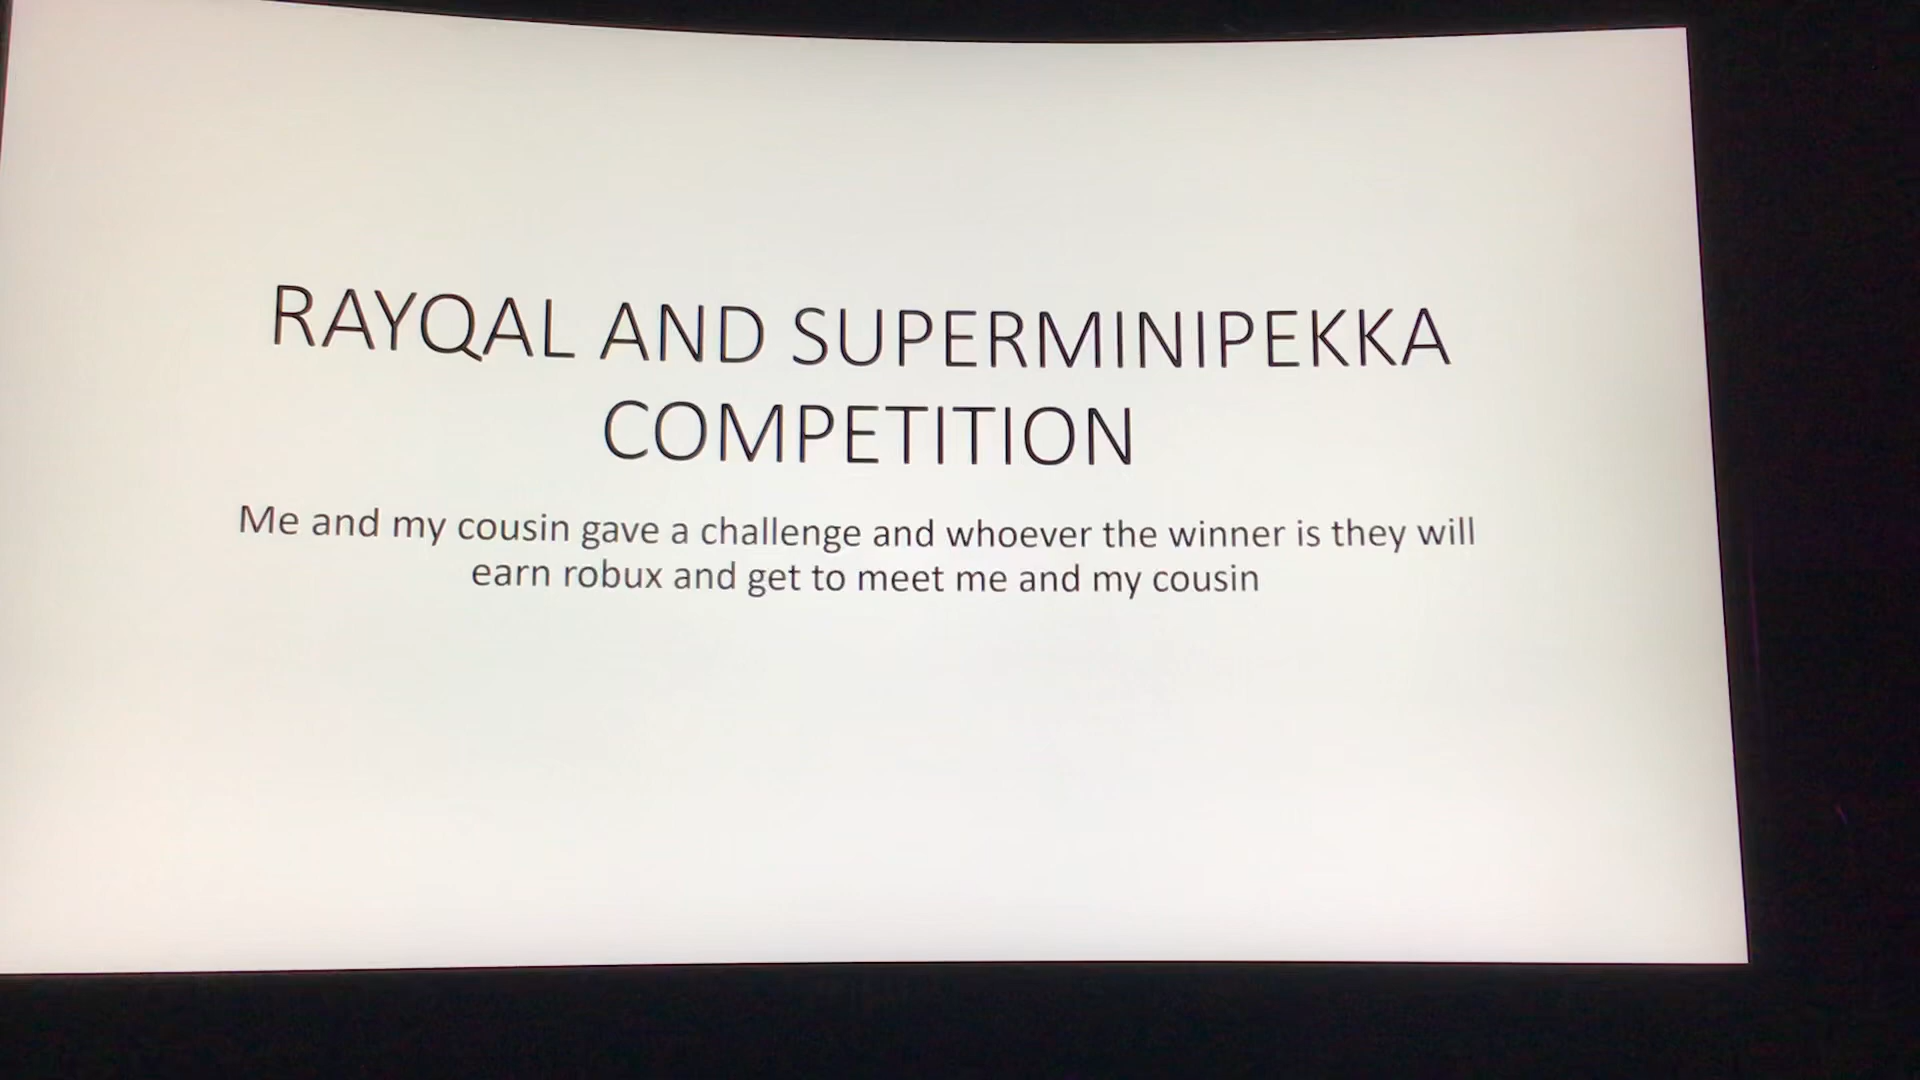 RAYQAL AND SUPERMINIPEKKA
COMPETITION
Me and my cousin gave a challenge and whoever the winner is they will
earn robux and get to meet me and my cousin